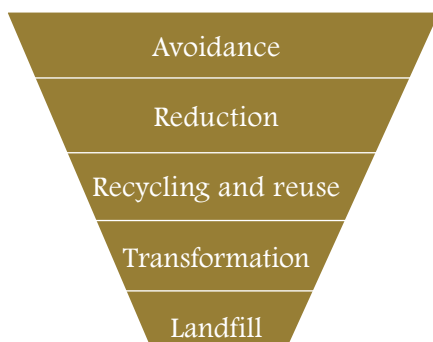 Avoidance
Reduction
Recycling and reuse
Transformation
Landfill